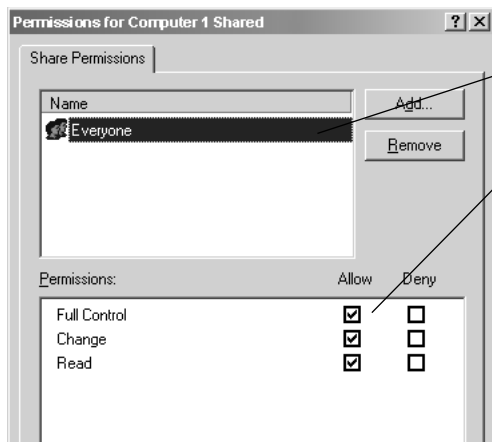 Permissions for Computer 1 Shared
Share Permissions
Name
Add...
Everyone
Remove
Permissions: Allow Deny
Full Control
Change
Read